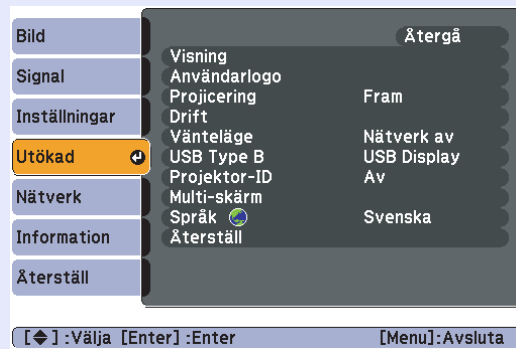 Bild
Signal
Inställningar
Utökad
Nätverk
Information
Återställ
Återgå
Visning
Användarlogo
Projicering Fram
Drift
Vänteläge Nätverk av
USB Type B USB Display
Projektor-ID Av
Multi-skärm
Språk Svenska
Återställ
[◆] :Välja [Enter] :Enter [Menu]:Avsluta